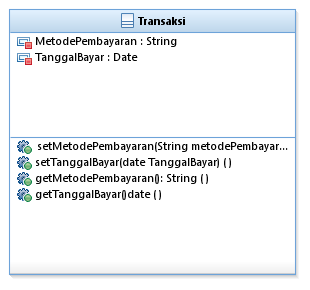 Transaksi
MetodePembayaran : String
TanggalBayar : Date
setMetodePembayaran(String metodePembayar...
setTanggalBayar(date TanggalBayar) ( )
getMetodePembayaran(): String ( )
getTanggalBayar()date ( )